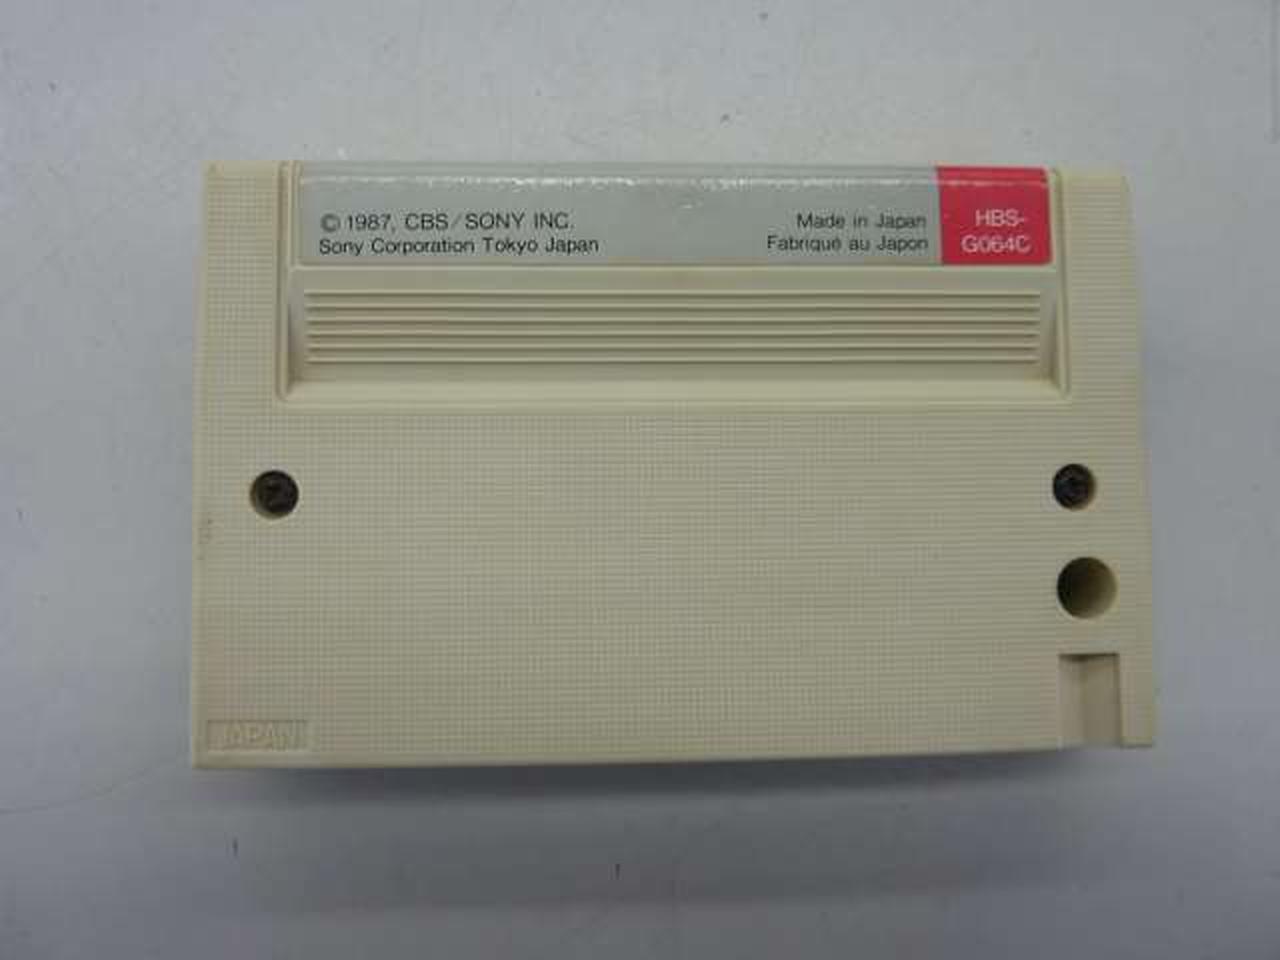 © 1987, CBS/SONY INC.
Sony Corporation Tokyo Japan
Made in Japan
Fabriqué au Japon
HBS-
G064C
JAPAN